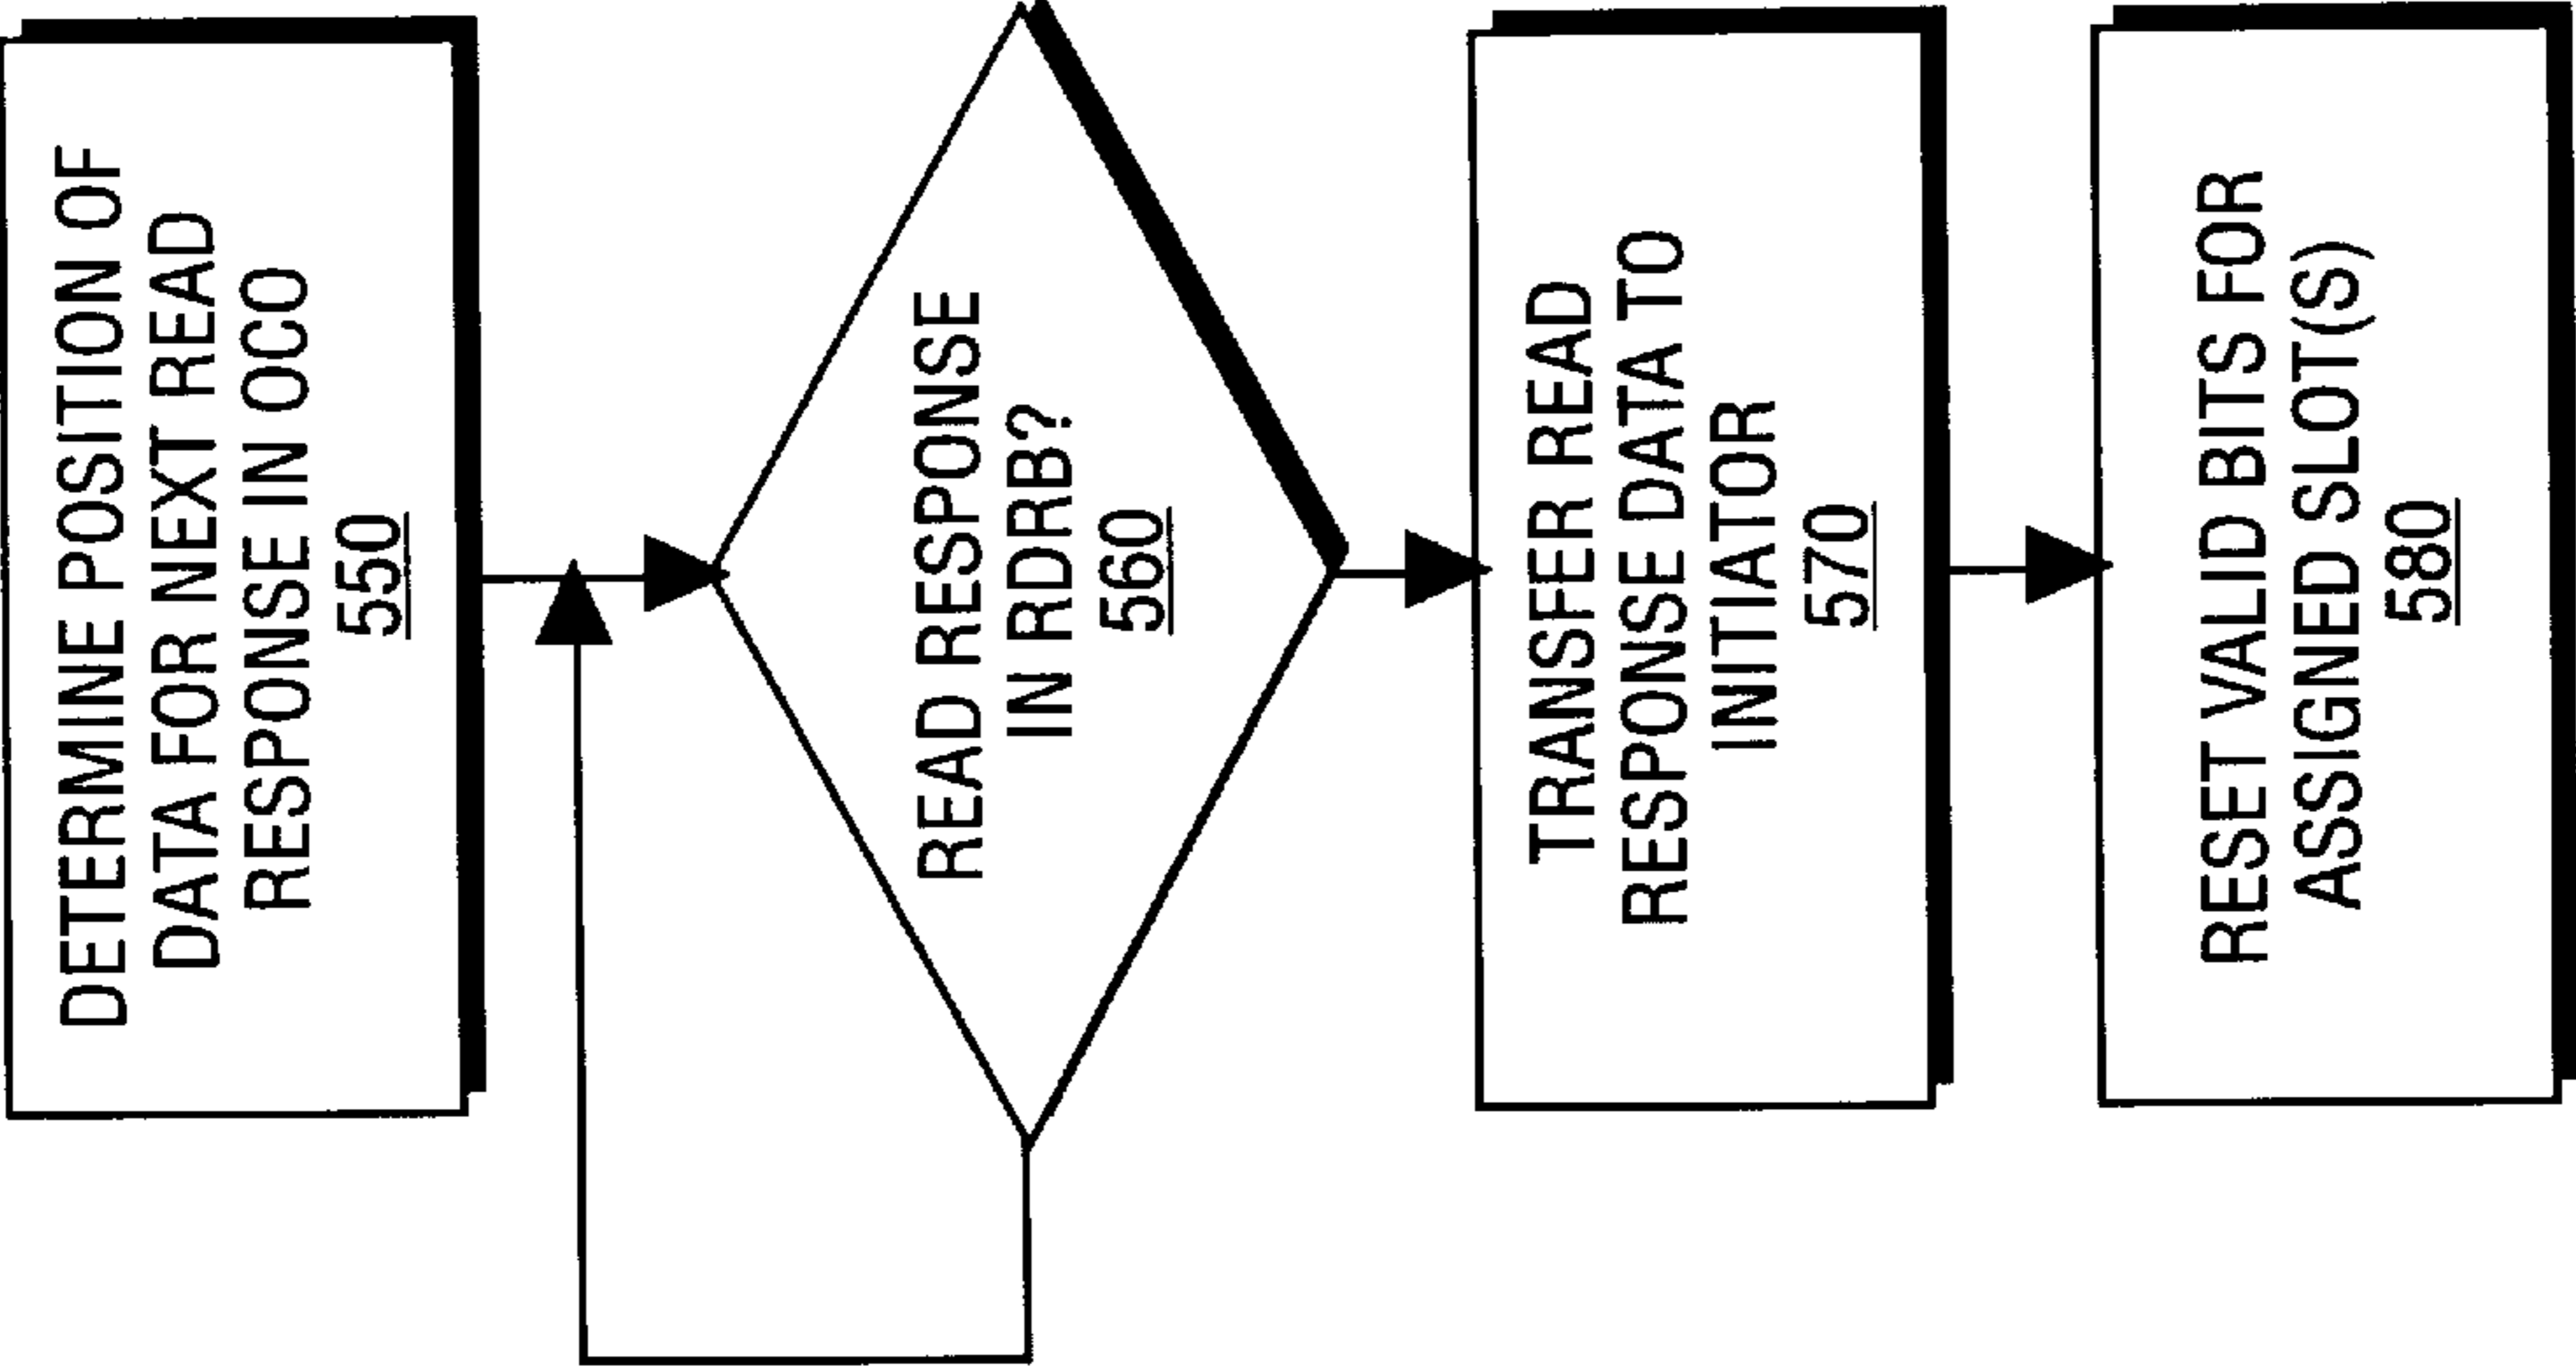 DETERMINE POSITION OF
DATA FOR NEXT READ
RESPONSE IN OCO
550
READ RESPONSE
IN RDRB?
560
TRANSFER READ
RESPONSE DATA TO
INITIATOR
570
RESET VALID BITS FOR
ASSIGNED SLOT(S)
580